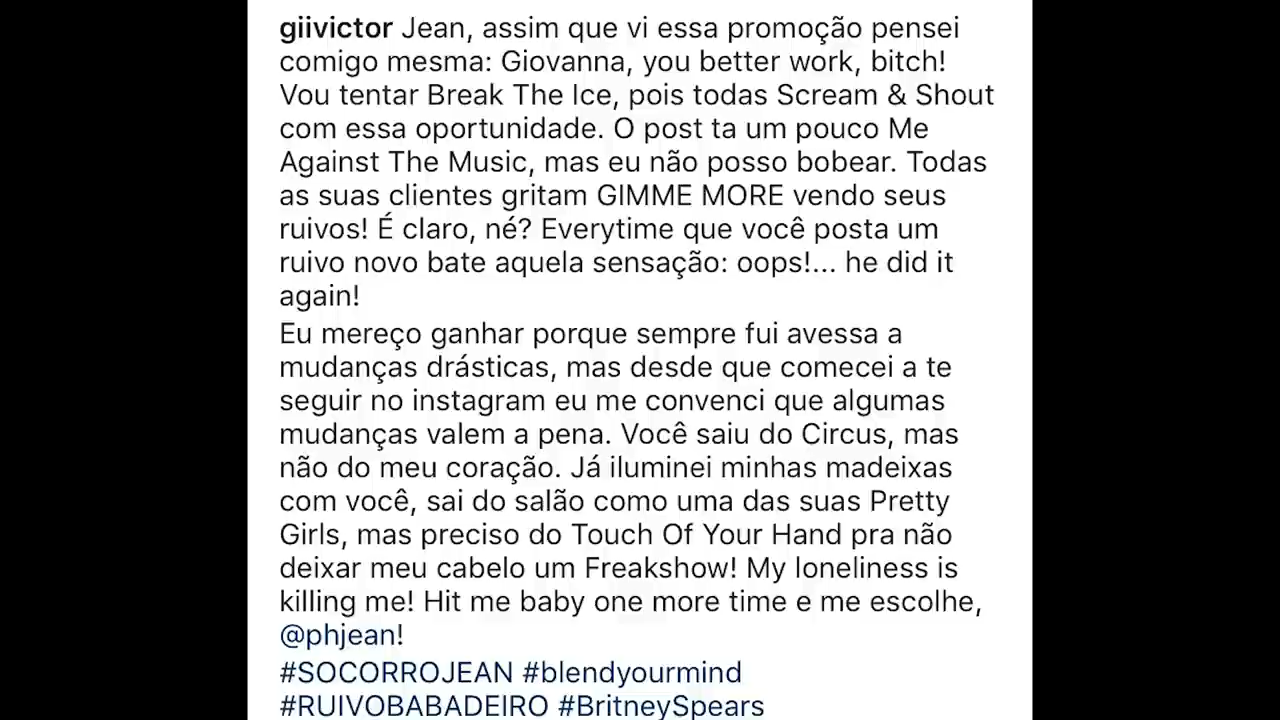 giivictor Jean, assim que vi essa promoção pensei
comigo mesma: Giovanna, you better work, bitch!
Vou tentar Break The Ice, pois todas Scream & Shout
com essa oportunidade. O post ta um pouco Me
Against The Music, mas eu não posso bobear. Todas
as suas clientes gritam GIMME MORE vendo seus
ruivos! É claro, né? Everytime que você posta um
ruivo novo bate aquela sensação: oops!... he did it
again!
Eu mereço ganhar porque sempre fui avessa a
mudanças drásticas, mas desde que comecei a te
seguir no instagram eu me convenci que algumas
mudanças valem a pena. Você saiu do Circus, mas
não do meu coração. Já iluminei minhas madeixas
com você, sai do salão como uma das suas Pretty
Girls, mas preciso do Touch Of Your Hand pra não
deixar meu cabelo um Freakshow! My loneliness is
killing me! Hit me baby one more time e me escolhe,
@phjean!
#SOCORROJEAN #blendyourmind
#RUIVOBABADEIRO #BritneySpears